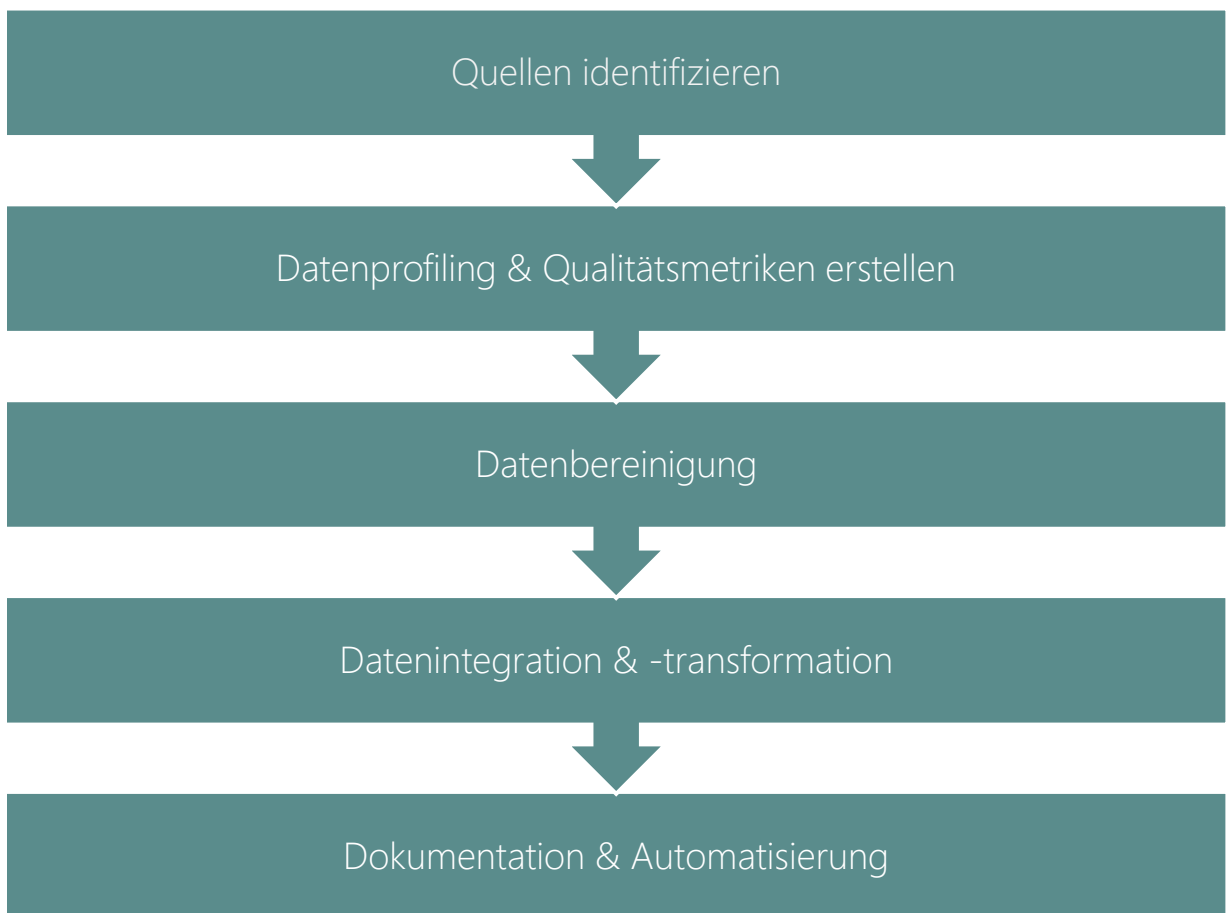 Quellen identifizieren
Datenprofiling & Qualitätsmetriken erstellen
Datenbereinigung
Datenintegration & -transformation
Dokumentation & Automatisierung